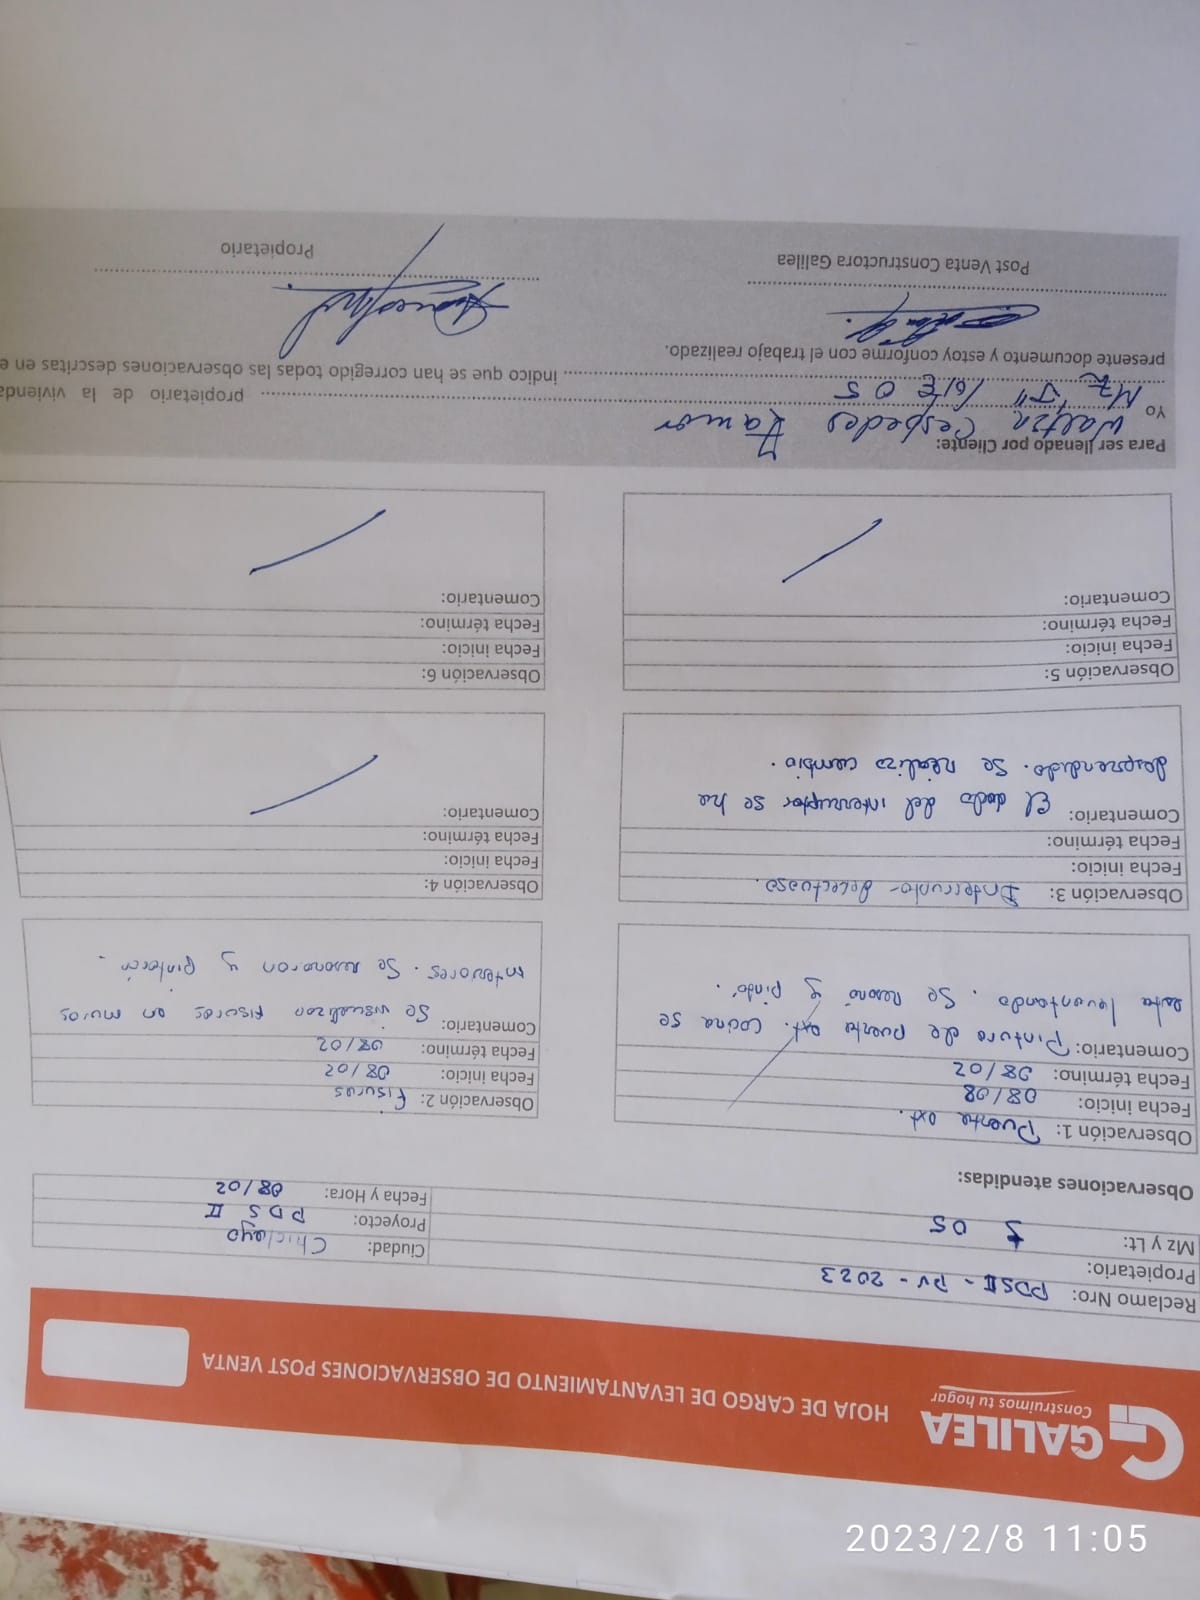 GALILEA
Construimos tu hogar
HOJA DE CARGO DE LEVANTAMIENTO DE OBSERVACIONES POST VENTA
Reclamo Nro: PDSII - PV - 2023
Propietario:
Mz y Lt: J 05
Ciudad: Chiclayo
Proyecto: PDS II
Fecha y Hora: 08/02
Observaciones atendidas:
Observación 1: Puerta ext.
Fecha inicio: 08/08
Fecha término: 08/02
Comentario: Pintura de puerta ext. cocina se
esta levantando. Se resanó y pintó.
Observación 2: Fisuras
Fecha inicio: 08/02
Fecha término: 08/02
Comentario: Se visualizan fisuras en muros
interiores. Se resanaron y pintarón.
Observación 3: Interruptor defectuoso.
Fecha inicio:
Fecha término:
Comentario: El dado del interruptor se ha
desprendido. Se realizo cambio.
Observación 4:
Fecha inicio:
Fecha término:
Comentario:
Observación 5:
Fecha inicio:
Fecha término:
Comentario:
Observación 6:
Fecha inicio:
Fecha término:
Comentario:
Para ser llenado por Cliente:
Yo Walter Cespedes Ramos propietario de la vivienda
Mz "J" lote 05 indico que se han corregido todas las observaciones descritas en e
presente documento y estoy conforme con el trabajo realizado.
Post Venta Constructora Galilea
Propietario
2023/2/8 11:05